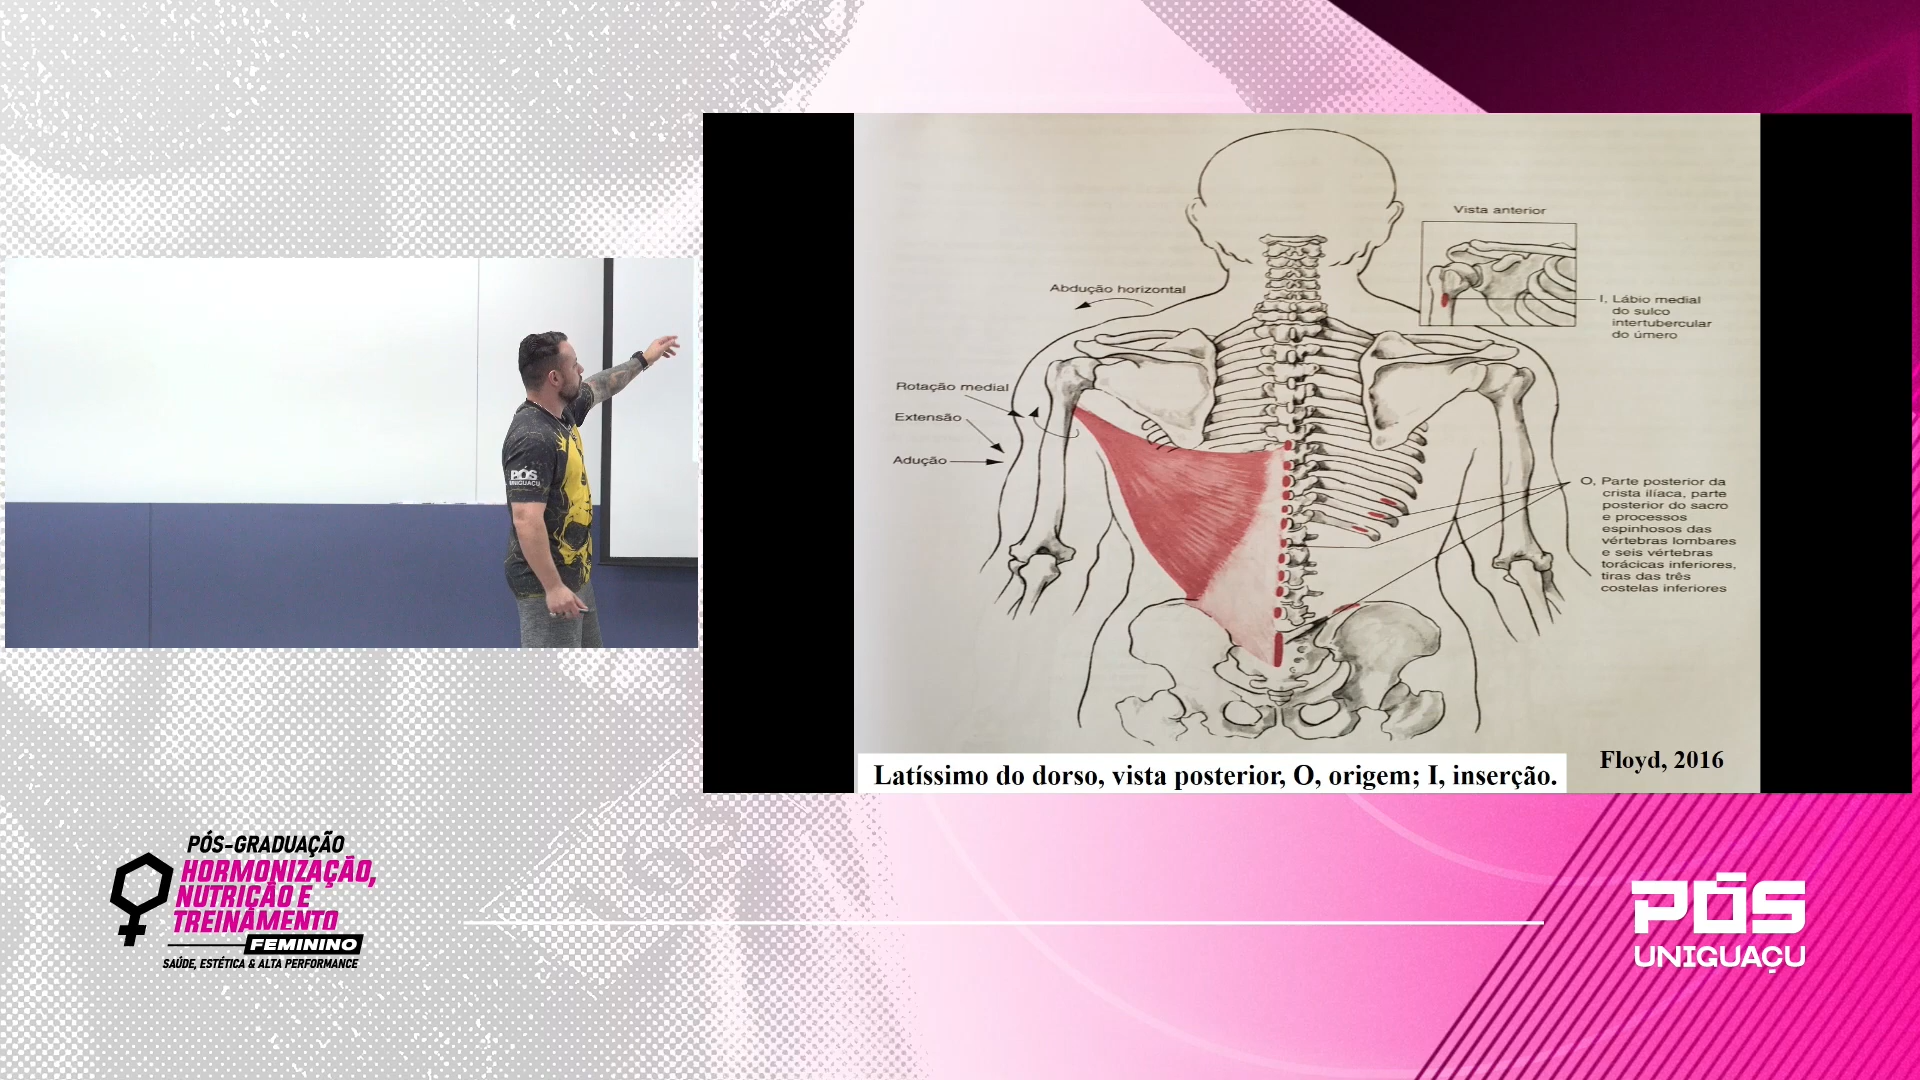 Vista anterior
Abdução horizontal
I, Lábio medial
do sulco
intertubercular
do úmero
Rotação medial
Extensão
Adução
O, Parte posterior da
crista ilíaca, parte
posterior do sacro
e processos
espinhosos das
vértebras lombares
e seis vértebras
torácicas inferiores,
tiras das três
costelas inferiores
PÓS
UNIGUAÇU
Floyd, 2016
Latíssimo do dorso, vista posterior, O, origem; I, inserção.
PÓS-GRADUAÇÃO
HORMONIZAÇÃO,
NUTRIÇÃO E
TREINAMENTO
FEMININO
SAÚDE, ESTÉTICA & ALTA PERFORMANCE
PÓS
UNIGUAÇU